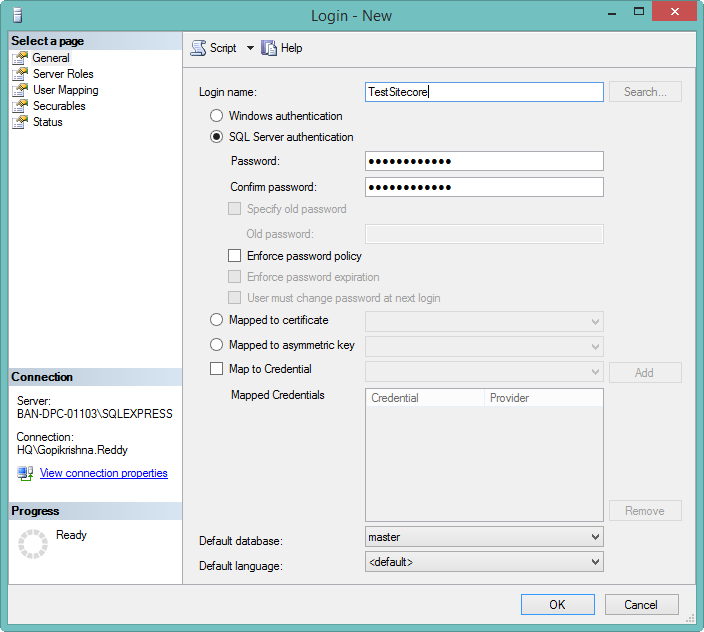 Login - New
Select a page
General
Server Roles
User Mapping
Securables
Status
Script
Help
Login name:
TestSitecore
Search...
Windows authentication
SQL Server authentication
Password:
●●●●●●●●●●●●
Confirm password:
●●●●●●●●●●●●
Specify old password
Old password:
Enforce password policy
Enforce password expiration
User must change password at next login
Mapped to certificate
Mapped to asymmetric key
Map to Credential
Add
Mapped Credentials
Credential
Provider
Remove
Default database:
master
Default language:
<default>
Connection
Server:
BAN-DPC-01103\SQLEXPRESS
Connection:
HQ\Gopikrishna.Reddy
View connection properties
Progress
Ready
OK
Cancel